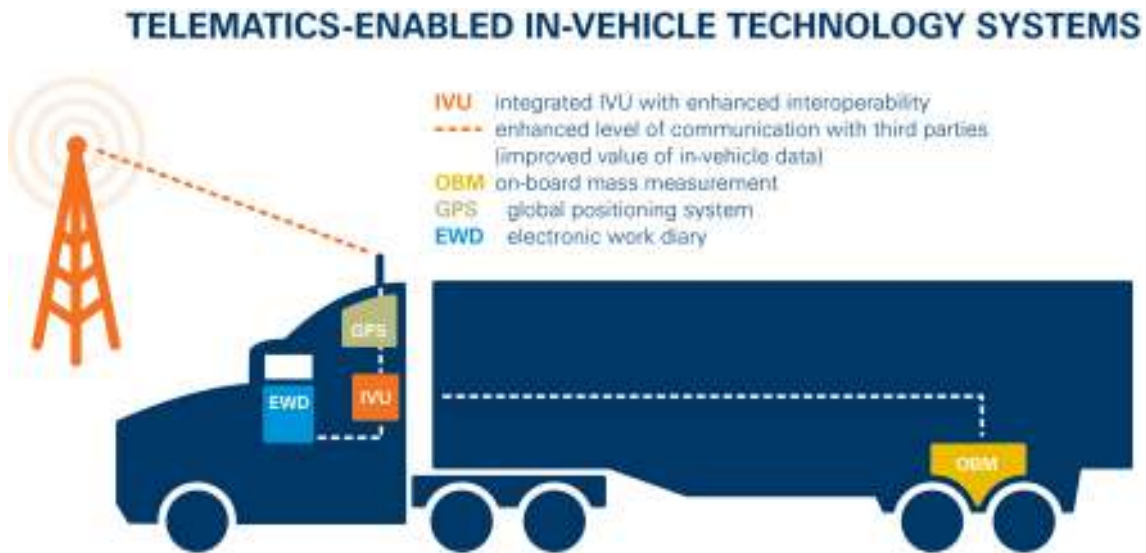 TELEMATICS-ENABLED IN-VEHICLE TECHNOLOGY SYSTEMS
IVU integrated IVU with enhanced interoperability
enhanced level of communication with third parties
(improved value of in-vehicle data)
OBM on-board mass measurement
GPS global positioning system
EWD electronic work diary
GPS
EWD
IVU
OBM